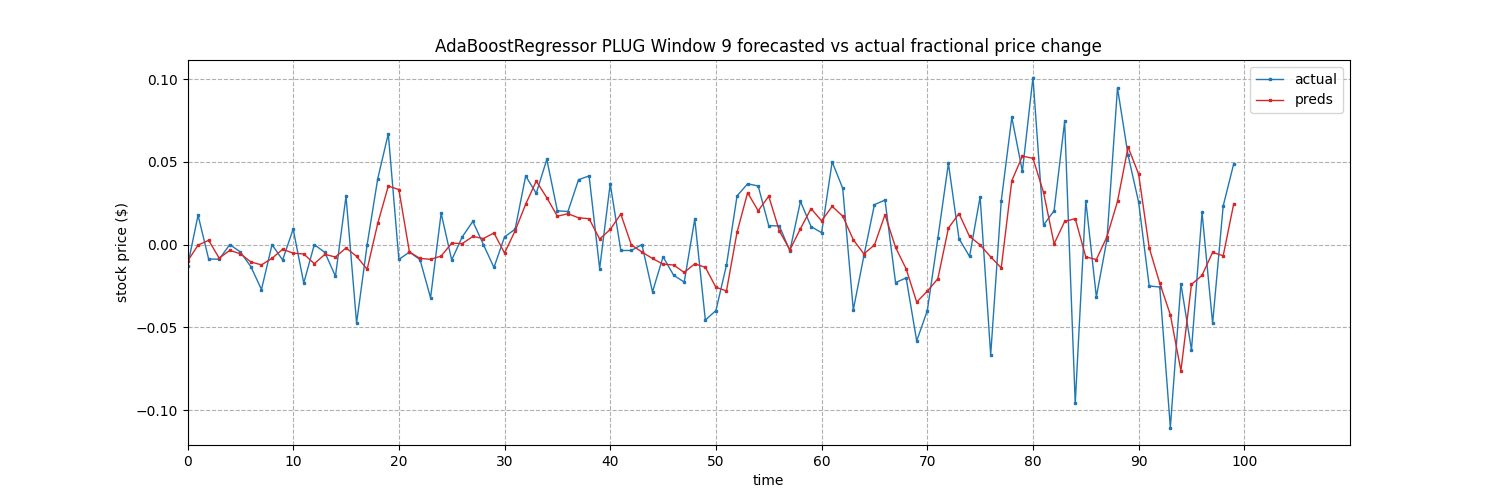 AdaBoostRegressor PLUG Window 9 forecasted vs actual fractional price change
actual
preds
stock price ($)
0.10
0.05
0.00
−0.05
−0.10
0 10 20 30 40 50 60 70 80 90 100
time